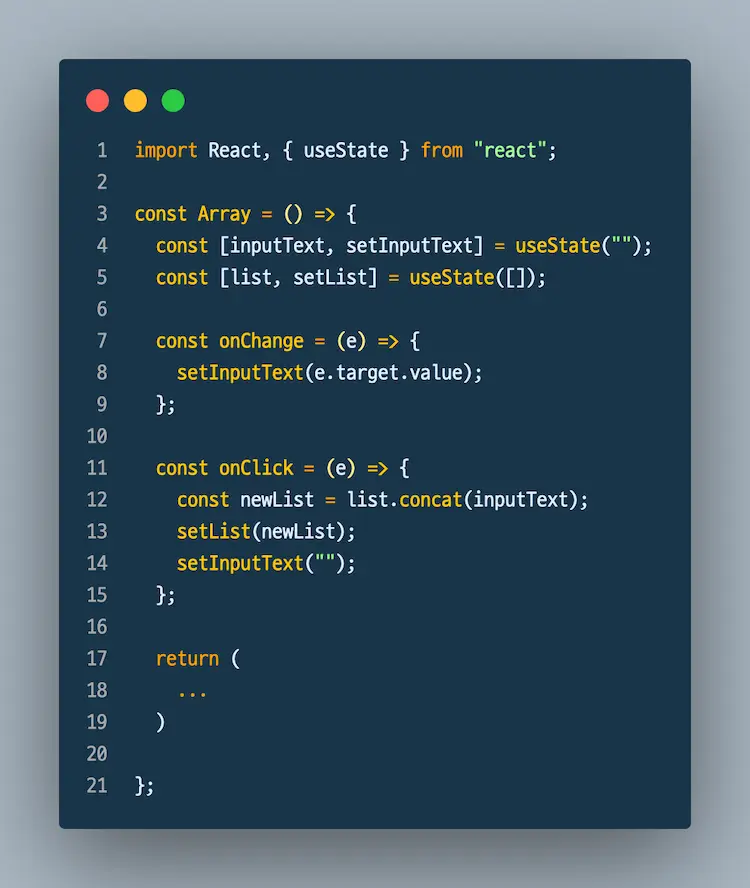 1 import React, { useState } from "react";
2
3 const Array = () => {
4   const [inputText, setInputText] = useState("");
5   const [list, setList] = useState([]);
6
7   const onChange = (e) => {
8     setInputText(e.target.value);
9   };
10
11   const onClick = (e) => {
12     const newList = list.concat(inputText);
13     setList(newList);
14     setInputText("");
15   };
16
17   return (
18     ...
19   )
20
21 };